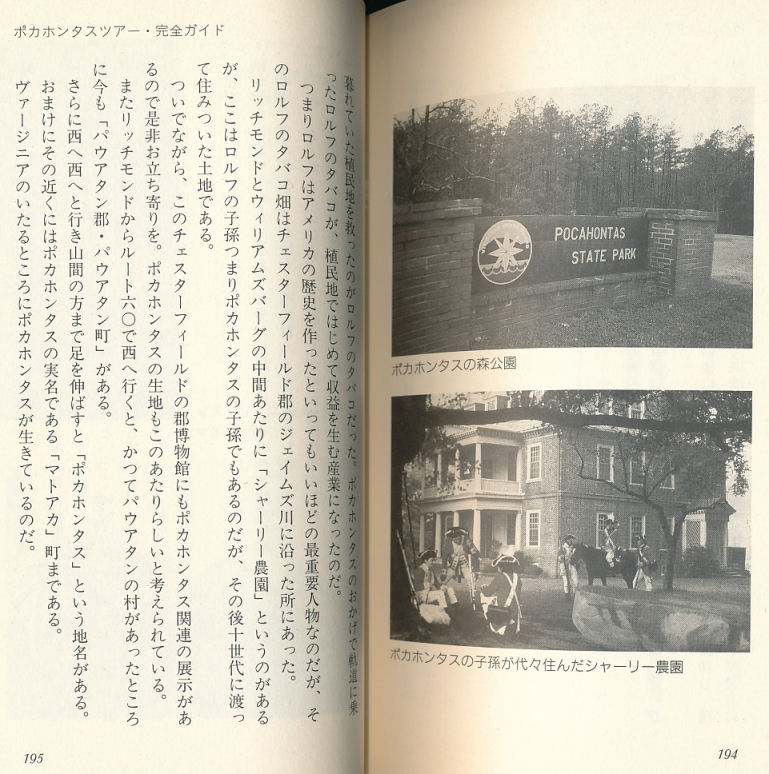 POCAHONTAS
STATE PARK
ポカホンタスの森公園
ポカホンタスの子孫が代々住んだシャーリー農園
194
ポカホンタスツアー・完全ガイド
暮れていた植民地を救ったのがロルフのタバコだった。ポカホンタスのおかげで軌道に乗
ったロルフのタバコが、植民地ではじめて収益を生む産業になったのだ。
つまりロルフはアメリカの歴史を作ったといってもいいほどの最重要人物なのだが、そ
のロルフのタバコ畑はチェスターフィールド郡のジェイムズ川に沿った所にあった。
リッチモンドとウィリアムズバーグの中間あたりに「シャーリー農園」というのがある
が、ここはロルフの子孫つまりポカホンタスの子孫でもあるのだが、その後十世代に渡っ
て住みついた土地である。
ついでながら、このチェスターフィールドの郡博物館にもポカホンタス関連の展示があ
るので是非お立ち寄りを。ポカホンタスの生地もこのあたりらしいと考えられている。
またリッチモンドからルート六〇で西へ行くと、かつてパウアタンの村があったところ
に今も「パウアタン郡・パウアタン町」がある。
さらに西へ西へと行き山間の方まで足を伸ばすと「ポカホンタス」という地名がある。
おまけにその近くにはポカホンタスの実名である「マトアカ」町まである。
ヴァージニアのいたるところにポカホンタスが生きているのだ。
195